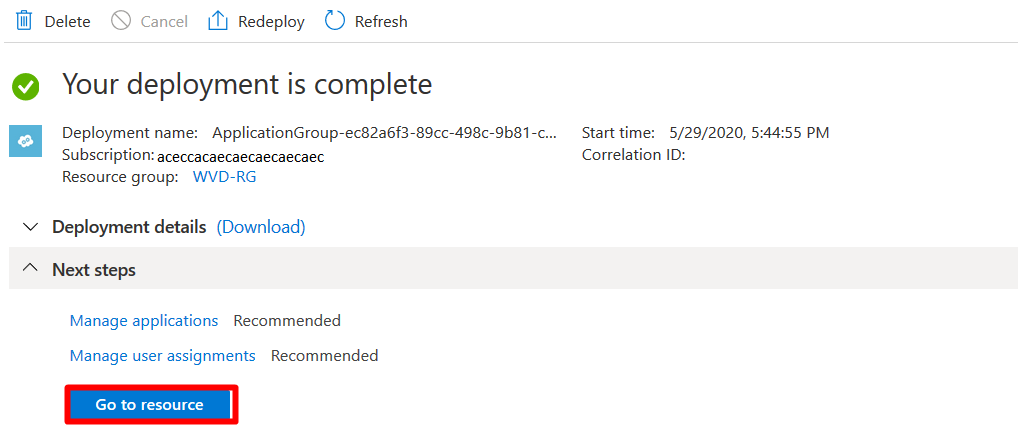 Delete Cancel Redeploy Refresh
Your deployment is complete
Deployment name: ApplicationGroup-ec82a6f3-89cc-498c-9b81-c... Start time: 5/29/2020, 5:44:55 PM
Subscription: aceccacaecaecaecaecaec Correlation ID:
Resource group: WVD-RG
Deployment details (Download)
Next steps
Manage applications Recommended
Manage user assignments Recommended
Go to resource